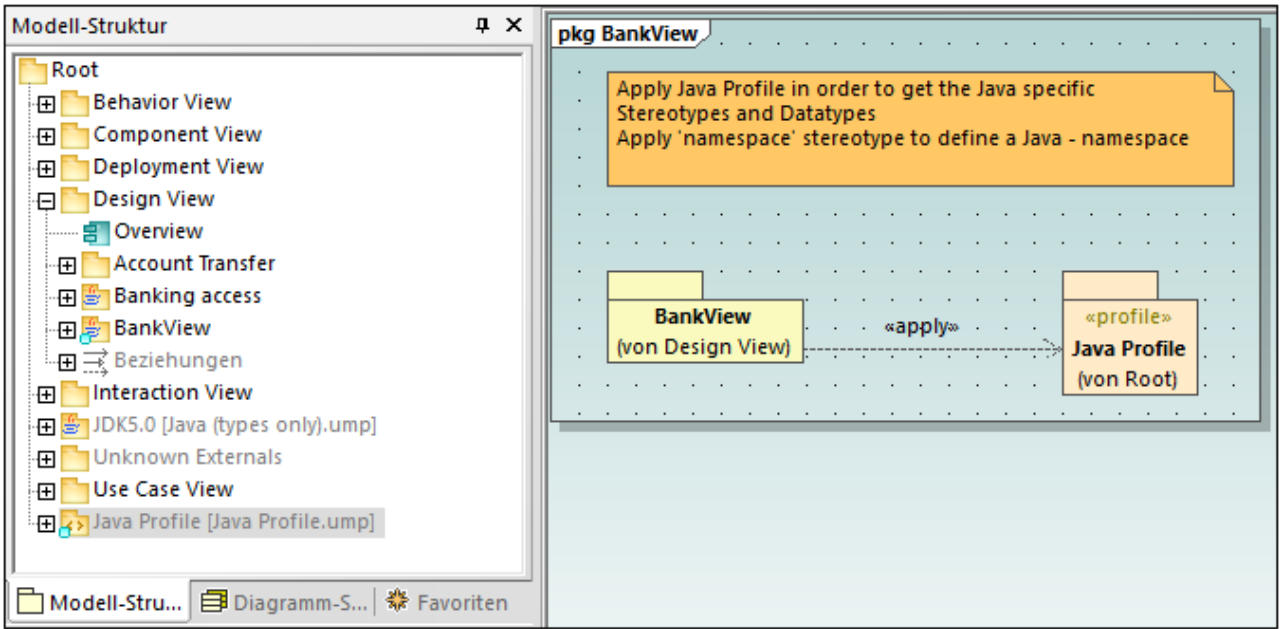 Modell-Struktur
Root
Behavior View
Component View
Deployment View
Design View
Overview
Account Transfer
Banking access
BankView
Beziehungen
Interaction View
JDK5.0 [Java (types only).ump]
Unknown Externals
Use Case View
Java Profile [Java Profile.ump]
Modell-Stru...
Diagramm-S...
Favoriten
pkg BankView
Apply Java Profile in order to get the Java specific
Stereotypes and Datatypes
Apply 'namespace' stereotype to define a Java - namespace
BankView
(von Design View)
«apply»
«profile»
Java Profile
(von Root)